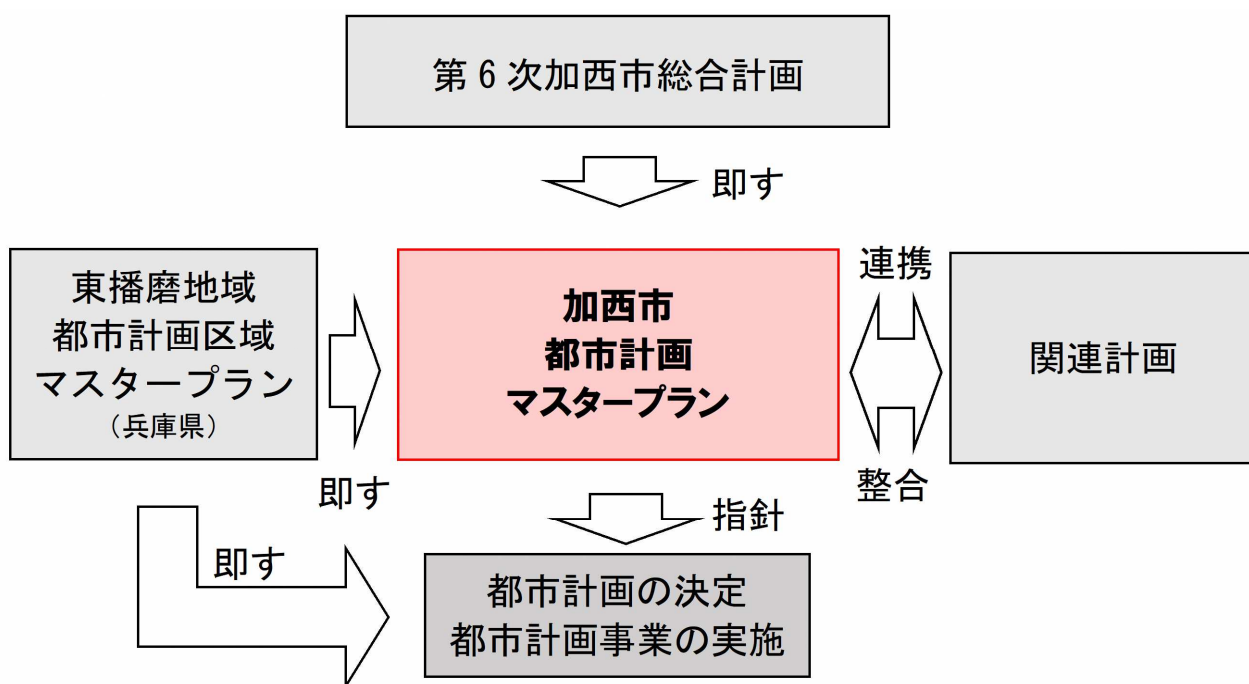 第6次加西市総合計画
即す
東播磨地域
都市計画区域
マスタープラン
（兵庫県）
即す
加西市
都市計画
マスタープラン
連携
整合
関連計画
指針
即す
都市計画の決定
都市計画事業の実施